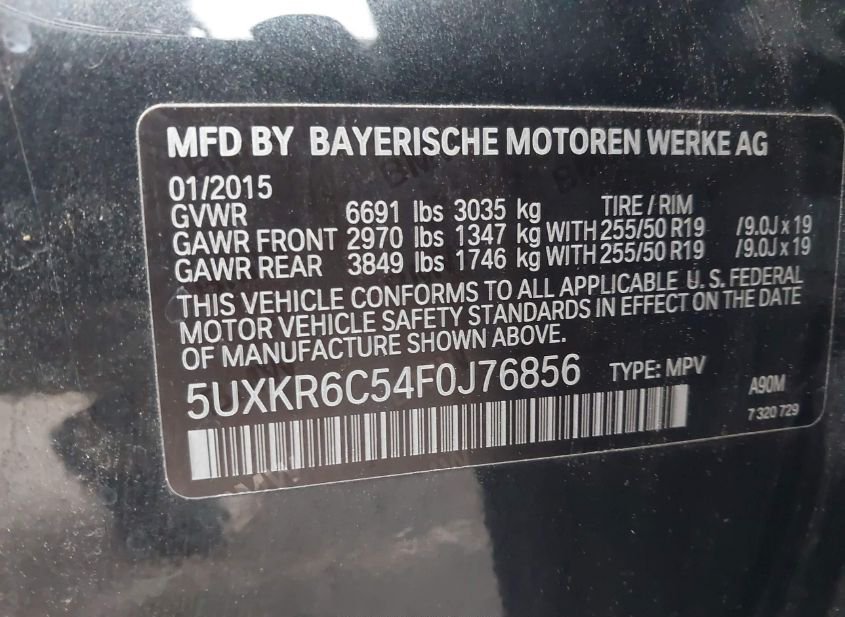 MFD BY BAYERISCHE MOTOREN WERKE AG
01/2015 TIRE / RIM
GVWR 6691 lbs 3035 kg
GAWR FRONT 2970 lbs 1347 kg WITH 255/50 R19 /9.0J x 19
GAWR REAR 3849 lbs 1746 kg WITH 255/50 R19 /9.0J x 19
THIS VEHICLE CONFORMS TO ALL APPLICABLE U. S. FEDERAL
MOTOR VEHICLE SAFETY STANDARDS IN EFFECT ON THE DATE
OF MANUFACTURE SHOWN ABOVE.
5UXKR6C54F0J76856 TYPE: MPV
A90M
7 320 729